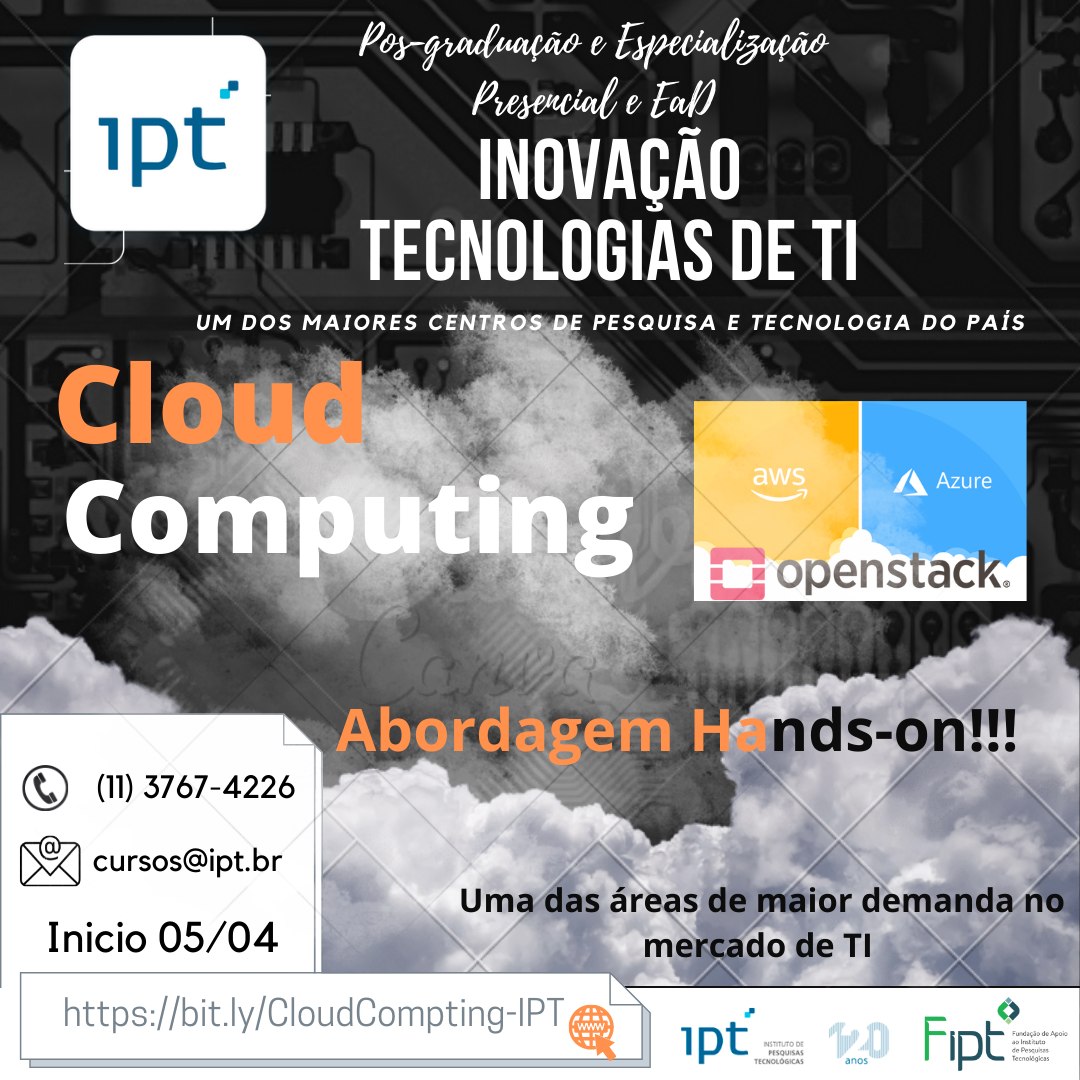 Pos-graduação e Especialização
Presencial e EaD
ipt
INOVAÇÃO
TECNOLOGIAS DE TI
UM DOS MAIORES CENTROS DE PESQUISA E TECNOLOGIA DO PAÍS
Cloud
Computing
aws
Azure
openstack®
Canva
Abordagem Hands-on!!!
(11) 3767-4226
@
cursos@ipt.br
Inicio 05/04
Uma das áreas de maior demanda no
mercado de TI
https://bit.ly/CloudCompting-IPT
WWW
ipt
INSTITUTO DE
PESQUISAS
TECNOLÓGICAS
120
anos
Fipt
Fundação de Apoio
ao Instituto
de Pesquisas
Tecnológicas